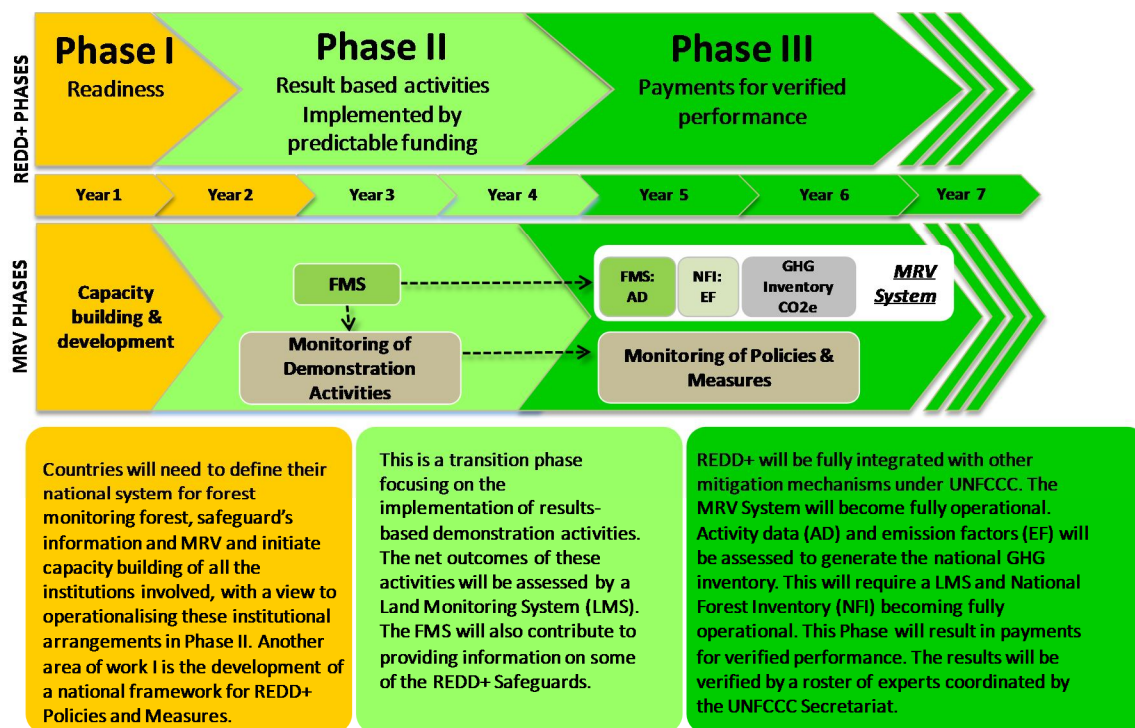 REDD+ PHASES
Phase I
Readiness
Phase II
Result based activities
Implemented by
predictable funding
Phase III
Payments for verified
performance
Year 1
Year 2
Year 3
Year 4
Year 5
Year 6
Year 7
MRV PHASES
Capacity
building &
development
FMS
Monitoring of
Demonstration
Activities
FMS:
AD
NFI:
EF
GHG
Inventory
CO2e
MRV
System
Monitoring of Policies &
Measures
Countries will need to define their
national system for forest
monitoring forest, safeguard's
information and MRV and initiate
capacity building of all the
institutions involved, with a view to
operationalising these institutional
arrangements in Phase II. Another
area of work I is the development of
a national framework for REDD+
Policies and Measures.
This is a transition phase
focusing on the
implementation of results-
based demonstration activities.
The net outcomes of these
activities will be assessed by a
Land Monitoring System (LMS).
The FMS will also contribute to
providing information on some
of the REDD+ Safeguards.
REDD+ will be fully integrated with other
mitigation mechanisms under UNFCCC. The
MRV System will become fully operational.
Activity data (AD) and emission factors (EF) will
be assessed to generate the national GHG
inventory. This will require a LMS and National
Forest Inventory (NFI) becoming fully
operational. This Phase will result in payments
for verified performance. The results will be
verified by a roster of experts coordinated by
the UNFCCC Secretariat.